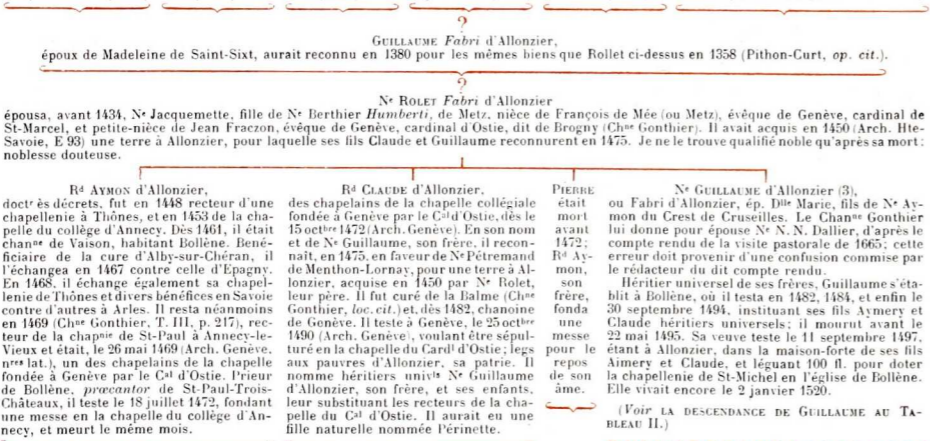 ?
GUILLAUME Fabri d'Allonzier,
époux de Madeleine de Saint-Sixt, aurait reconnu en 1380 pour les mêmes biens que Rollet ci-dessus en 1358 (Pithon-Curt, op. cit.).
?
Nᵉ ROLET Fabri d'Allonzier
épousa, avant 1434, Nᵉ Jacquemette, fille de Nᵉ Berthier Humberti, de Metz, nièce de François de Mée (ou Metz), évêque de Genève, cardinal de
St-Marcel, et petite-nièce de Jean Fraczon, évêque de Genève, cardinal d'Ostie, dit de Brogny (Chⁿᵉ Gonthier). Il avait acquis en 1450 (Arch. Hte-
Savoie, E 93) une terre à Allonzier, pour laquelle ses fils Claude et Guillaume reconnurent en 1475. Je ne le trouve qualifié noble qu'après sa mort :
noblesse douteuse.
Rᵈ AYMON d'Allonzier,
doctʳ ès décrets, fut en 1448 recteur d'une
chapellenie à Thônes, et en 1453 de la cha-
pelle du collège d'Annecy. Dès 1461, il était
chanⁿᵉ de Vaison, habitant Bollène. Bené-
ficiaire de la cure d'Alby-sur-Chéran, il
l'échangea en 1467 contre celle d'Epagny.
En 1468, il échange également sa chapel-
lenie de Thônes et divers bénéfices en Savoie
contre d'autres à Arles. Il resta néanmoins
en 1469 (Chⁿᵉ Gonthier, T. III, p. 217), rec-
teur de la chapⁿⁱᵉ de St-Paul à Annecy-le-
Vieux et était, le 26 mai 1469 (Arch. Genève,
nʳᵉˢ lat.), un des chapelains de la chapelle
fondée à Genève par le Cᵃˡ d'Ostie. Prieur
de Bollène, præcantor de St-Paul-Trois-
Châteaux, il teste le 18 juillet 1472, fondant
une messe en la chapelle du collège d'An-
necy, et meurt le même mois.
Rᵈ CLAUDE d'Allonzier,
des chapelains de la chapelle collégiale
fondée à Genève par le Cᵃˡ d'Ostie, dès le
15 octᵇʳᵉ 1472 (Arch. Genève). En son nom
et de Nᵉ Guillaume, son frère, il recon-
naît, en 1475, en faveur de Nᵉ Pétremand
de Menthon-Lornay, pour une terre à Al-
lonzier, acquise en 1450 par Nᵉ Rolet,
leur père. Il fut curé de la Balme (Chⁿᵉ
Gonthier, loc. cit.) et, dès 1482, chanoine
de Genève. Il teste à Genève, le 25 octᵇʳᵉ
1490 (Arch. Genève), voulant être sépul-
turé en la chapelle du Cardˡ d'Ostie ; legs
aux pauvres d'Allonzier, sa patrie. Il
nomme héritiers univˡˢ Nᵉ Guillaume
d'Allonzier, son frère, et ses enfants,
leur substituant les recteurs de la cha-
pelle du Cᵃˡ d'Ostie. Il aurait eu une
fille naturelle nommée Périnette.
PIERRE
était
mort
avant
1472 ;
Rᵈ Ay-
mon,
son
frère,
fonda
une
messe
pour le
repos
de son
âme.
Nᵉ GUILLAUME d'Allonzier (3),
ou Fabri d'Allonzier, ép. Dˡˡᵉ Marie, fils de Nᵉ Ay-
mon du Crest de Cruseilles. Le Chanⁿᵉ Gonthier
lui donne pour épouse Nᵉ N. N. Dallier, d'après le
compte rendu de la visite pastorale de 1665 ; cette
erreur doit provenir d'une confusion commise par
le rédacteur du dit compte rendu.
Héritier universel de ses frères, Guillaume s'éta-
blit à Bollène, où il testa en 1482, 1484, et enfin le
30 septembre 1494, instituant ses fils Aymery et
Claude héritiers universels ; il mourut avant le
22 mai 1495. Sa veuve teste le 11 septembre 1497,
étant à Allonzier, dans la maison-forte de ses fils
Aimery et Claude, et léguant 100 fl. pour doter
la chapellenie de St-Michel en l'église de Bollène.
Elle vivait encore le 2 janvier 1520.
(Voir LA DESCENDANCE DE GUILLAUME AU TA-
BLEAU II.)